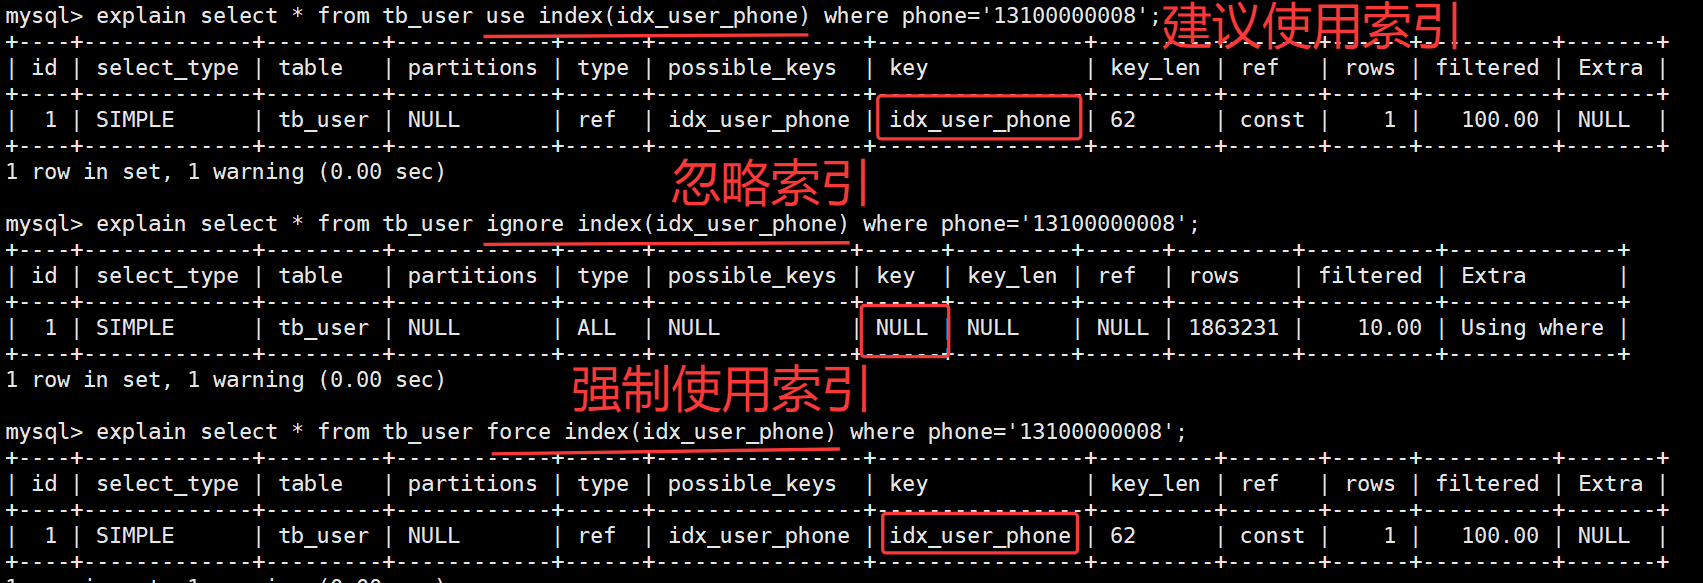 mysql> explain select * from tb_user use index(idx_user_phone) where phone='13100000008'; 建议使用索引
+----+-------------+---------+------------+------+----------------+----------------+---------+-------+------+----------+-------+
| id | select_type | table   | partitions | type | possible_keys  | key            | key_len | ref   | rows | filtered | Extra |
+----+-------------+---------+------------+------+----------------+----------------+---------+-------+------+----------+-------+
|  1 | SIMPLE      | tb_user | NULL       | ref  | idx_user_phone | idx_user_phone | 62      | const |    1 |   100.00 | NULL  |
+----+-------------+---------+------------+------+----------------+----------------+---------+-------+------+----------+-------+
1 row in set, 1 warning (0.00 sec)
忽略索引
mysql> explain select * from tb_user ignore index(idx_user_phone) where phone='13100000008';
+----+-------------+---------+------------+------+---------------+------+---------+------+---------+----------+-------------+
| id | select_type | table   | partitions | type | possible_keys | key  | key_len | ref  | rows    | filtered | Extra       |
+----+-------------+---------+------------+------+---------------+------+---------+------+---------+----------+-------------+
|  1 | SIMPLE      | tb_user | NULL       | ALL  | NULL          | NULL | NULL    | NULL | 1863231 |    10.00 | Using where |
+----+-------------+---------+------------+------+---------------+------+---------+------+---------+----------+-------------+
1 row in set, 1 warning (0.00 sec)
强制使用索引
mysql> explain select * from tb_user force index(idx_user_phone) where phone='13100000008';
+----+-------------+---------+------------+------+----------------+----------------+---------+-------+------+----------+-------+
| id | select_type | table   | partitions | type | possible_keys  | key            | key_len | ref   | rows | filtered | Extra |
+----+-------------+---------+------------+------+----------------+----------------+---------+-------+------+----------+-------+
|  1 | SIMPLE      | tb_user | NULL       | ref  | idx_user_phone | idx_user_phone | 62      | const |    1 |   100.00 | NULL  |
+----+-------------+---------+------------+------+----------------+----------------+---------+-------+------+----------+-------+